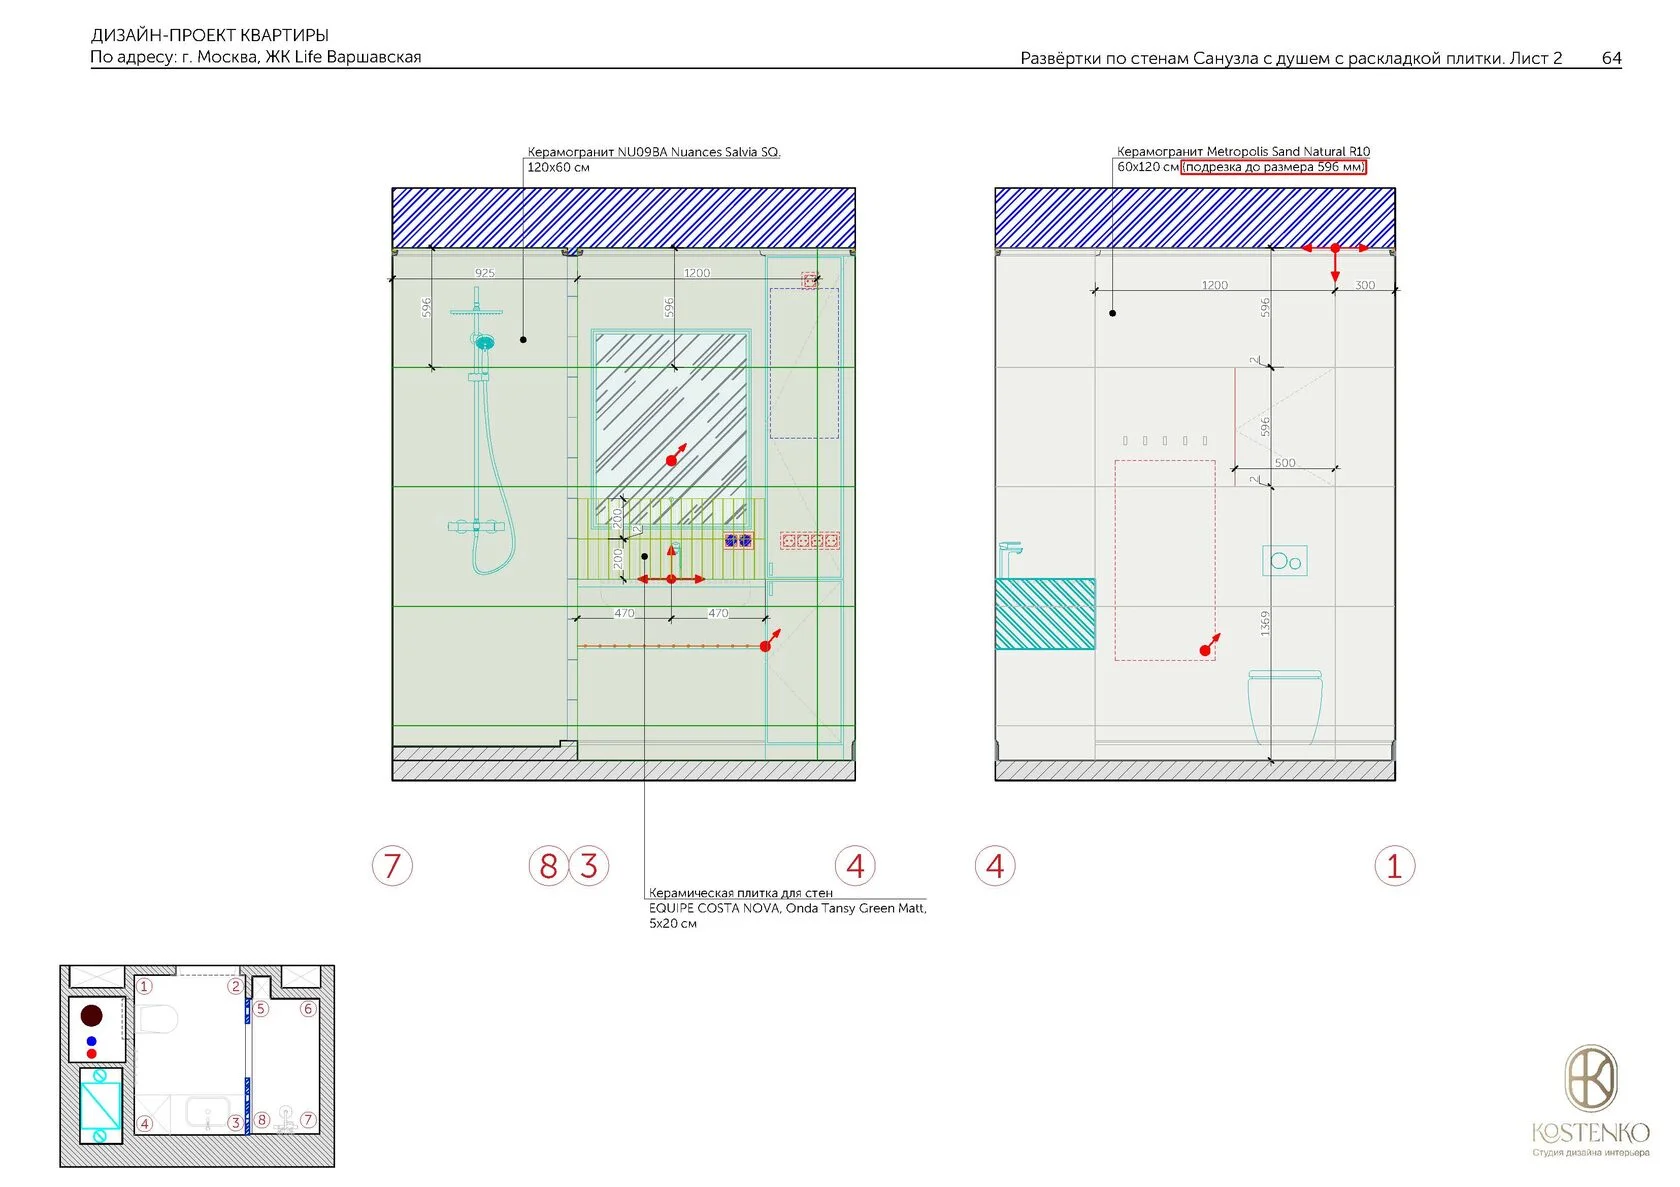 ДИЗАЙН-ПРОЕКТ КВАРТИРЫ
По адресу: г. Москва, ЖК Life Варшавская
Развёртки по стенам Санузла с душем с раскладкой плитки. Лист 2 64
Керамогранит NU09BA Nuances Salvia SQ.
120x60 см
Керамогранит Metropolis Sand Natural R10
60x120 см (подрезка до размера 596 мм)
925
1200
596
596
200
2
200
470
470
1200
300
596
2
596
500
2
1369
7
8
3
4
4
1
Керамическая плитка для стен
EQUIPE COSTA NOVA, Onda Tansy Green Matt,
5x20 см
1
2
5
6
4
3
8
7
KOSTENKO
Студия дизайна интерьера